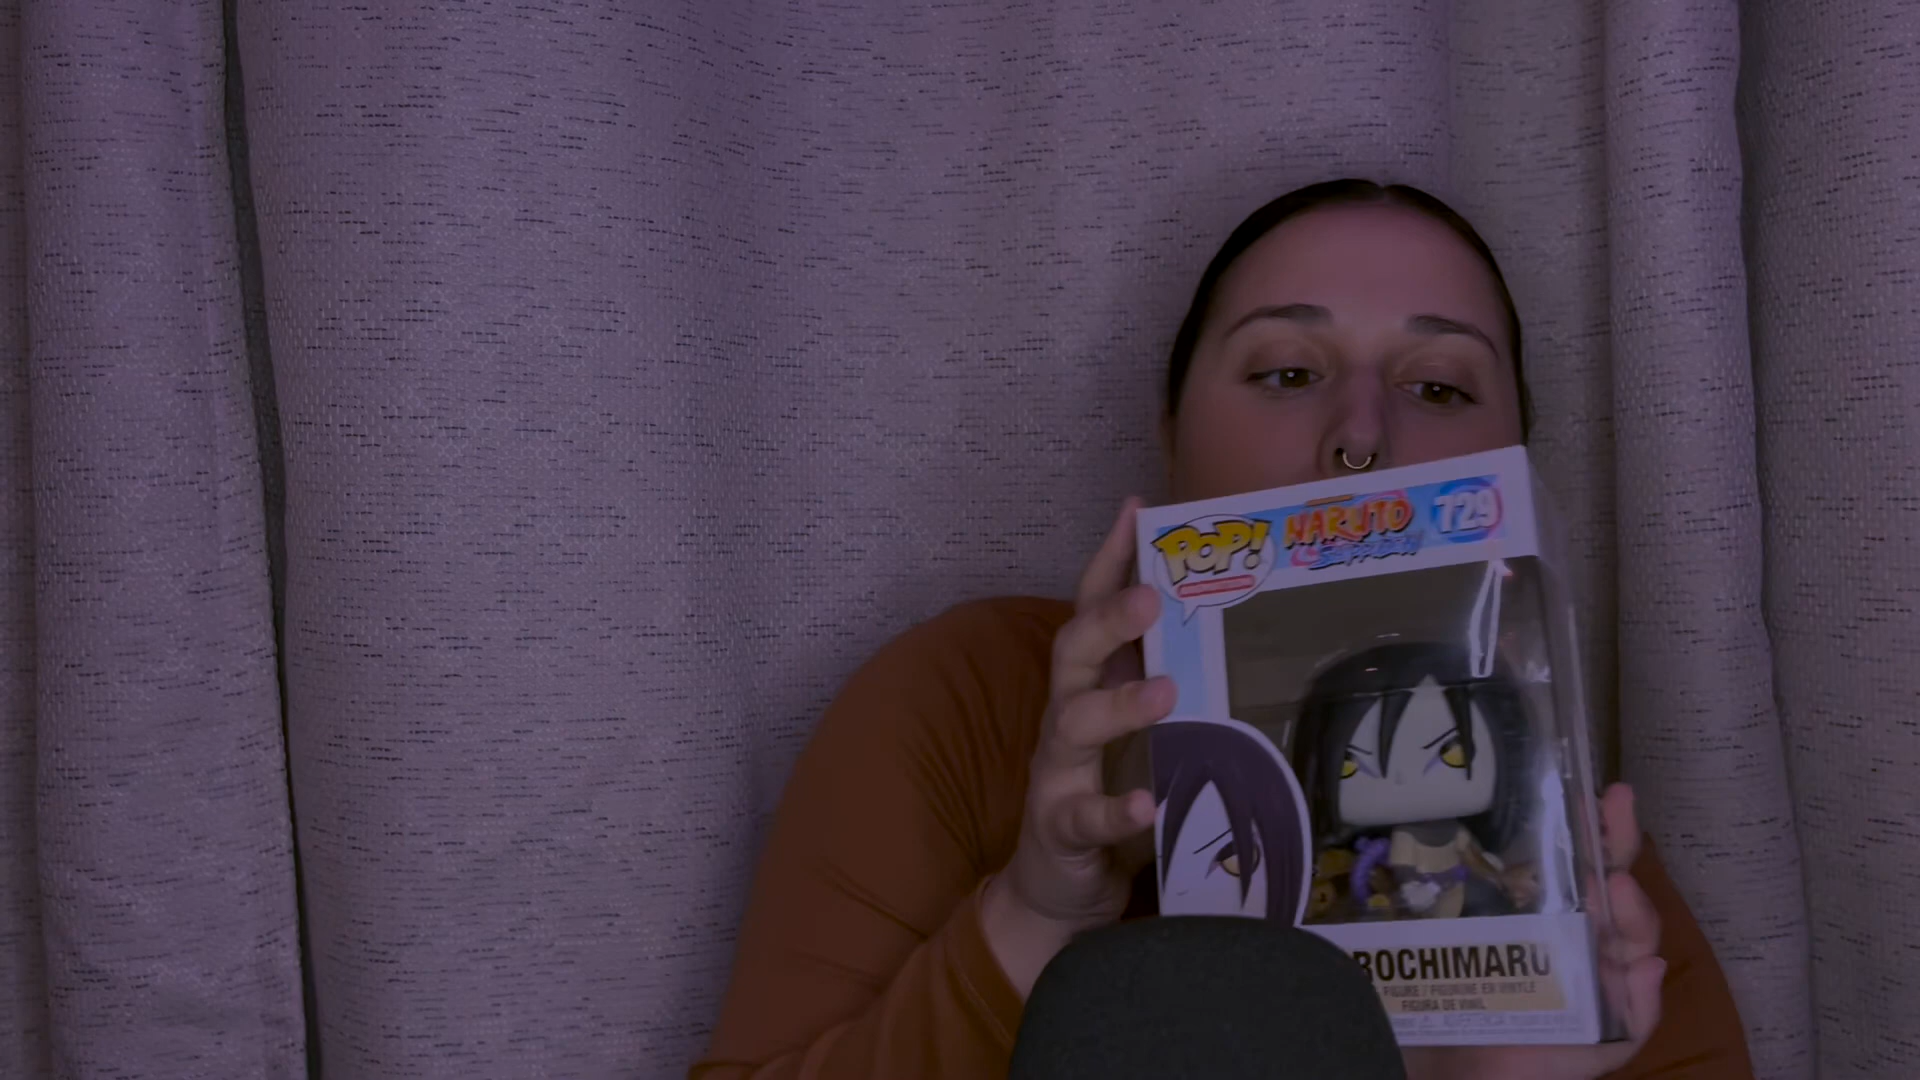 POP!
NARUTO
SHIPPUDEN
729
ROCHIMARU
FIGURE / FIGURINE EN VINYLE
FIGURA DE VINIL